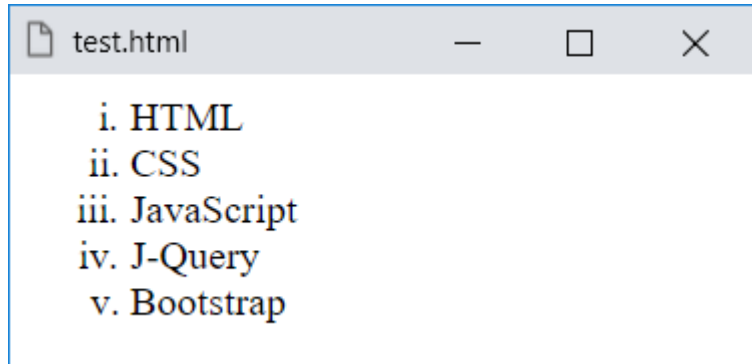 test.html
i. HTML
ii. CSS
iii. JavaScript
iv. J-Query
v. Bootstrap